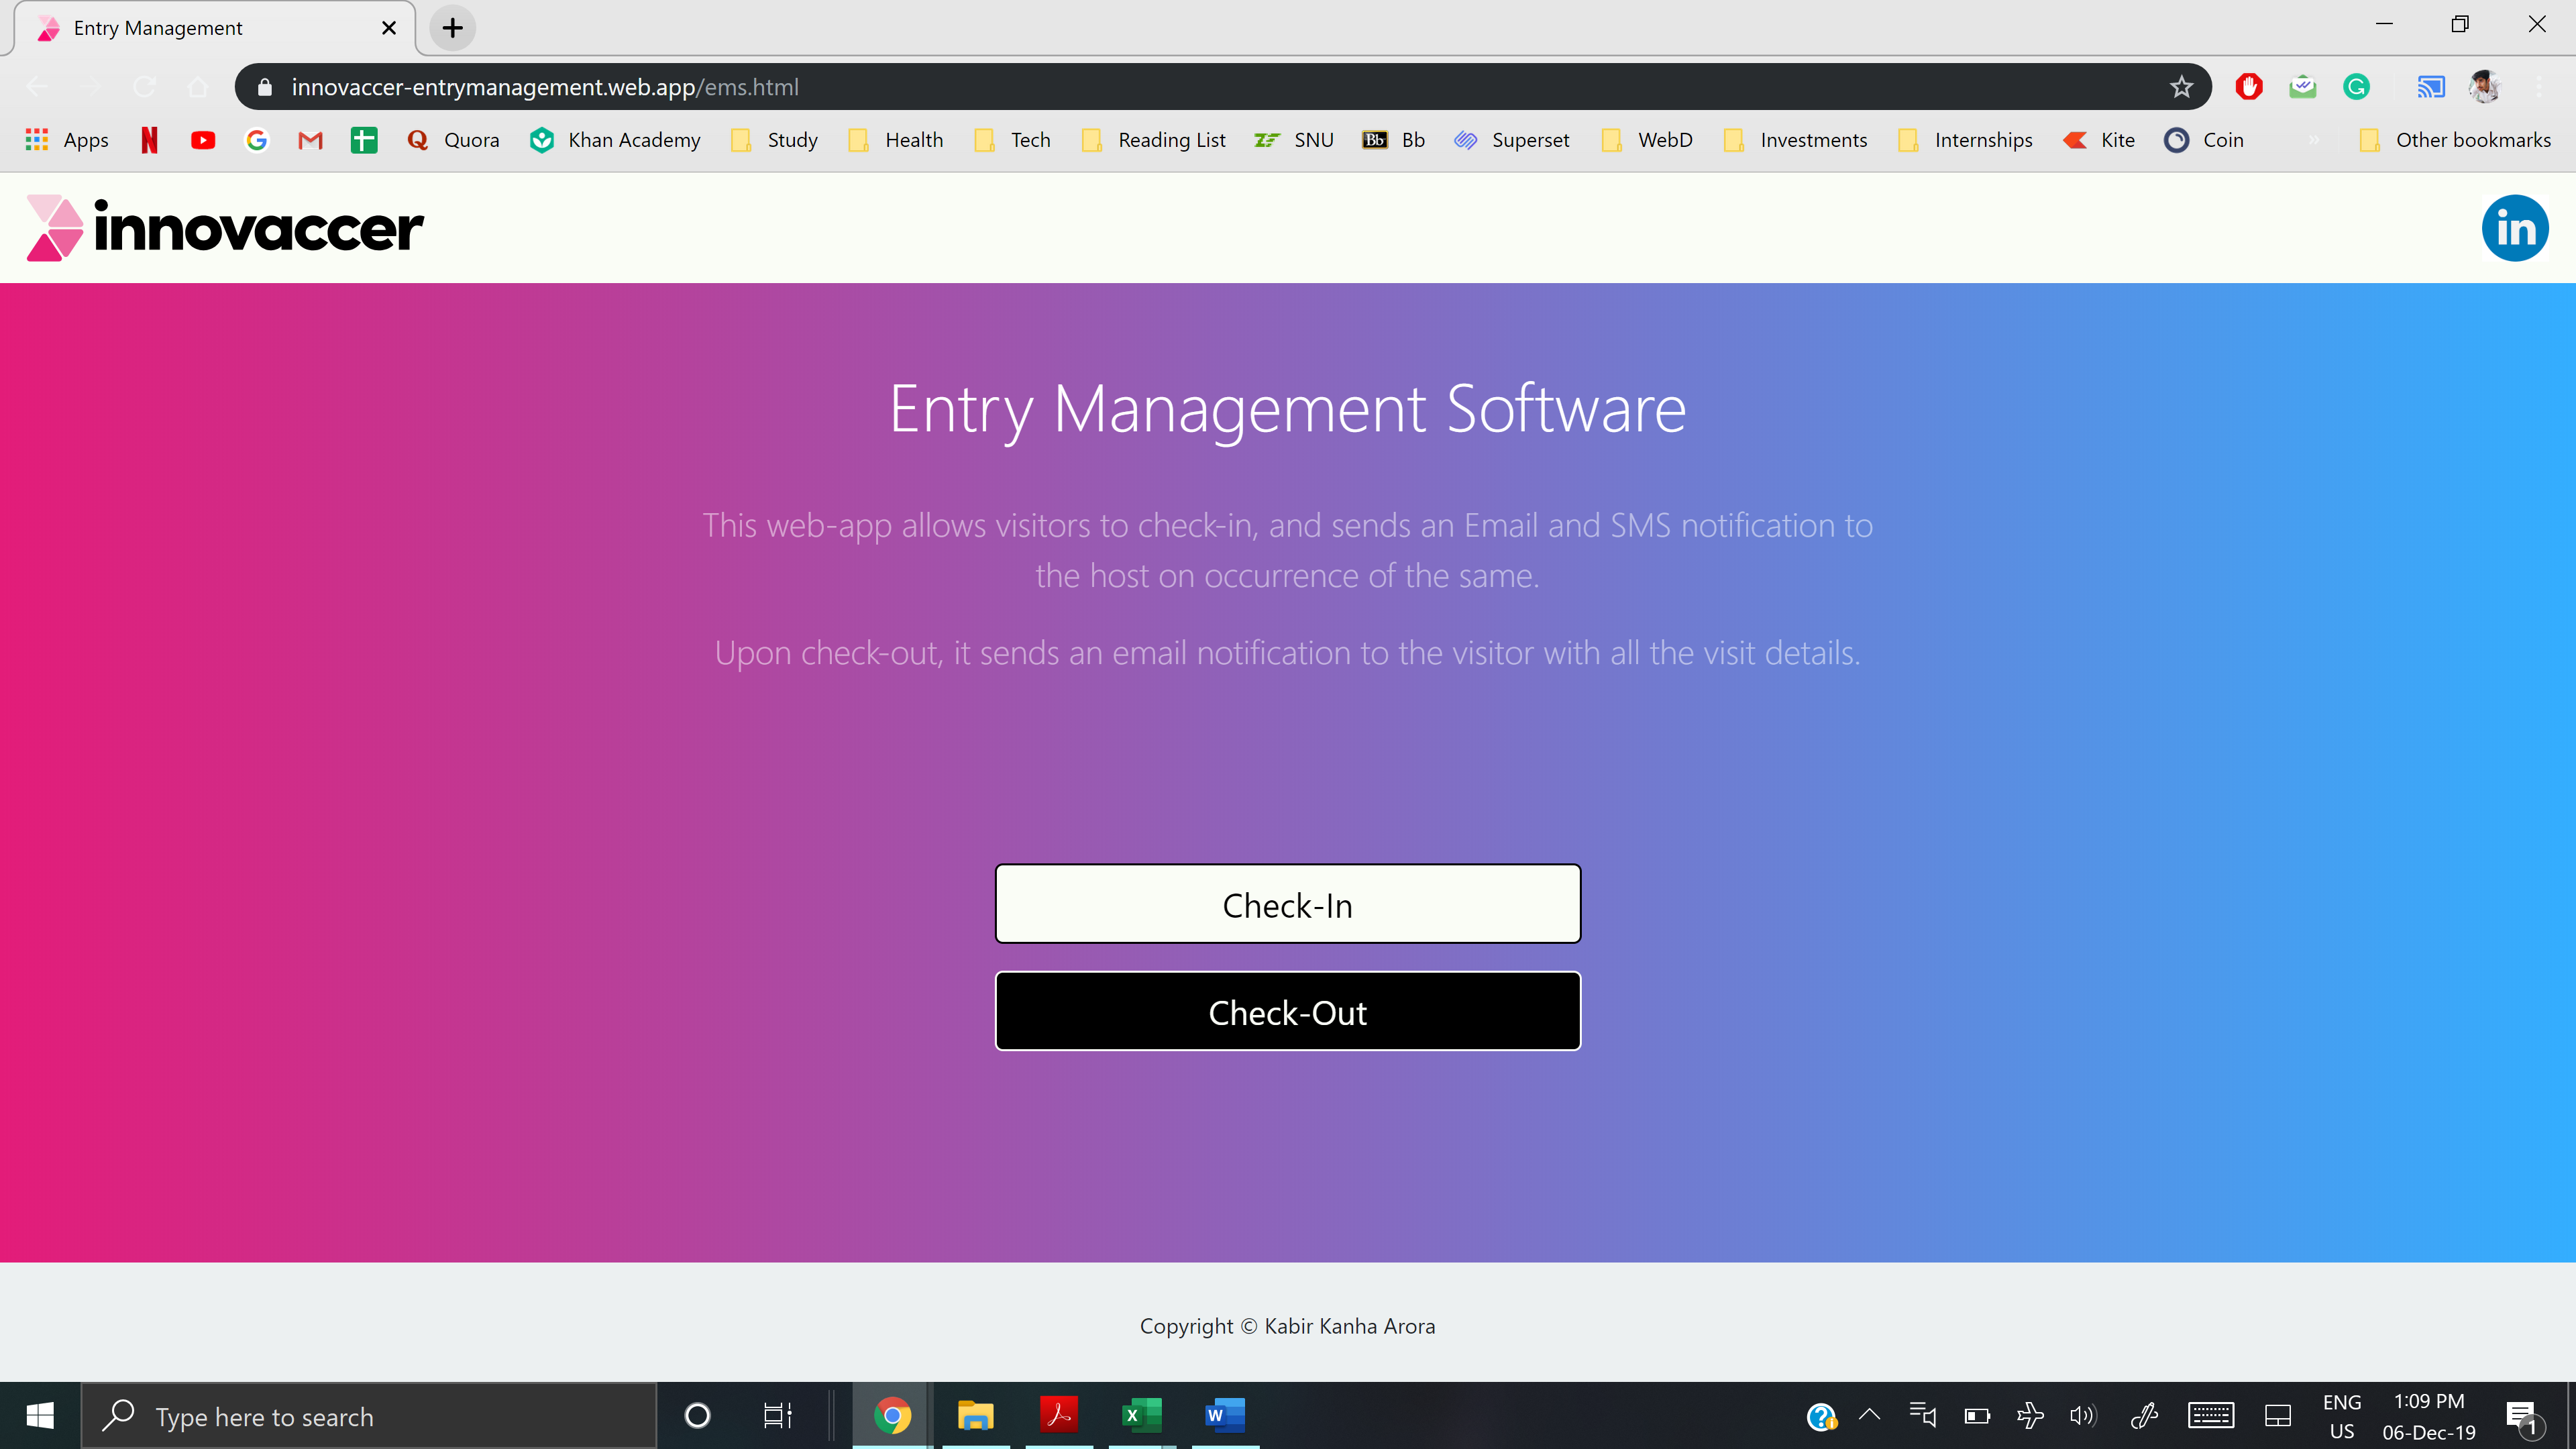 Entry Management
innovaccer-entrymanagement.web.app/ems.html
Apps Quora Khan Academy Study Health Tech Reading List SNU Bb Bb Superset WebD Investments Internships Kite Coin » Other bookmarks
innovaccer
in
Entry Management Software
This web-app allows visitors to check-in, and sends an Email and SMS notification to
the host on occurrence of the same.
Upon check-out, it sends an email notification to the visitor with all the visit details.
Check-In
Check-Out
Copyright © Kabir Kanha Arora
Type here to search
ENG
US
1:09 PM
06-Dec-19
1